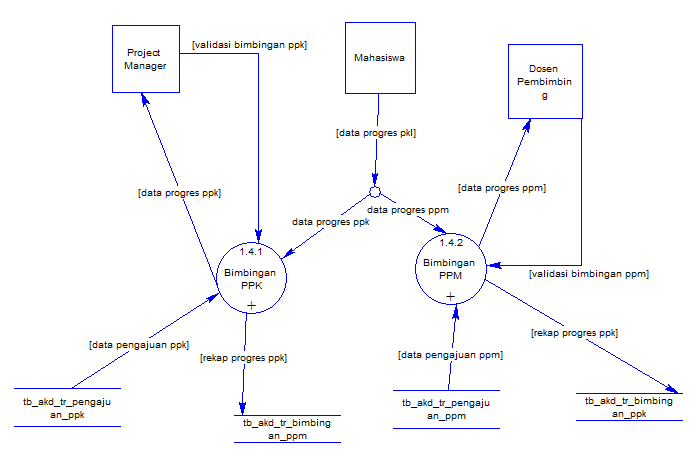 [validasi bimbingan ppk]
Project
Manager
Mahasiswa
Dosen
Pembimbin
g
[data progres pkl]
[data progres ppk]
[data progres ppm]
data progres ppm
data progres ppk
1.4.1
Bimbingan
PPK
+
1.4.2
Bimbingan
PPM
+
[validasi bimbingan ppm]
[data pengajuan ppk]
[rekap progres ppk]
[data pengajuan ppm]
[rekap progres ppk]
tb_akd_tr_pengaju
an_ppk
tb_akd_tr_bimbing
an_ppm
tb_akd_tr_pengaju
an_ppm
tb_akd_tr_bimbing
an_ppk